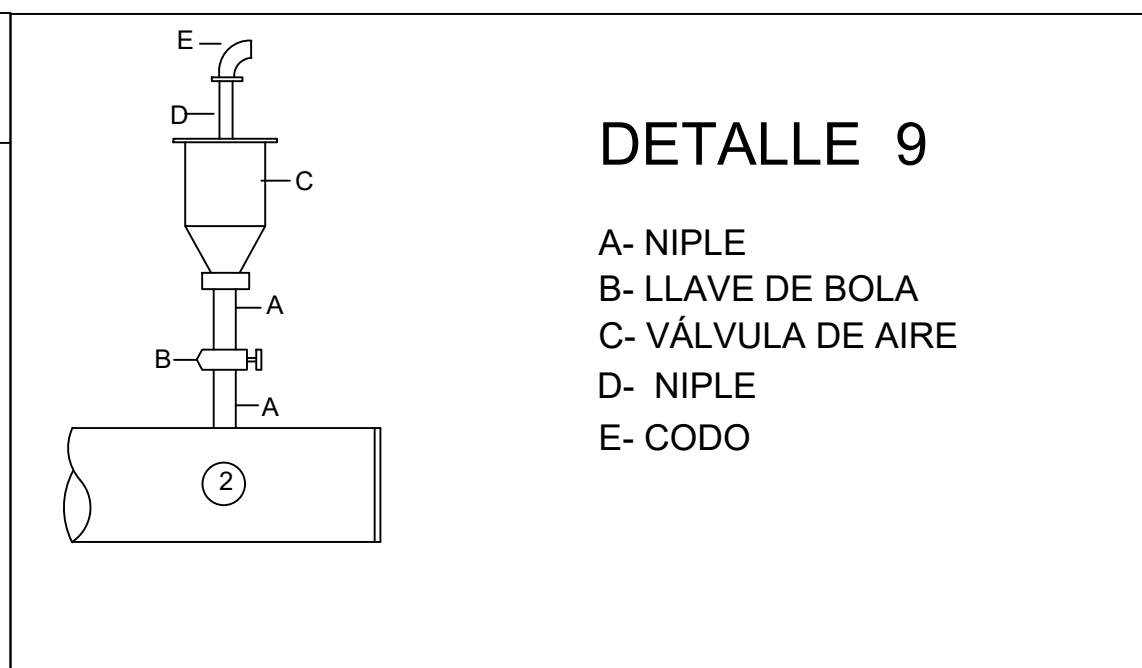 E
D
C
A
B
A
2
DETALLE 9
A- NIPLE
B- LLAVE DE BOLA
C- VÁLVULA DE AIRE
D- NIPLE
E- CODO